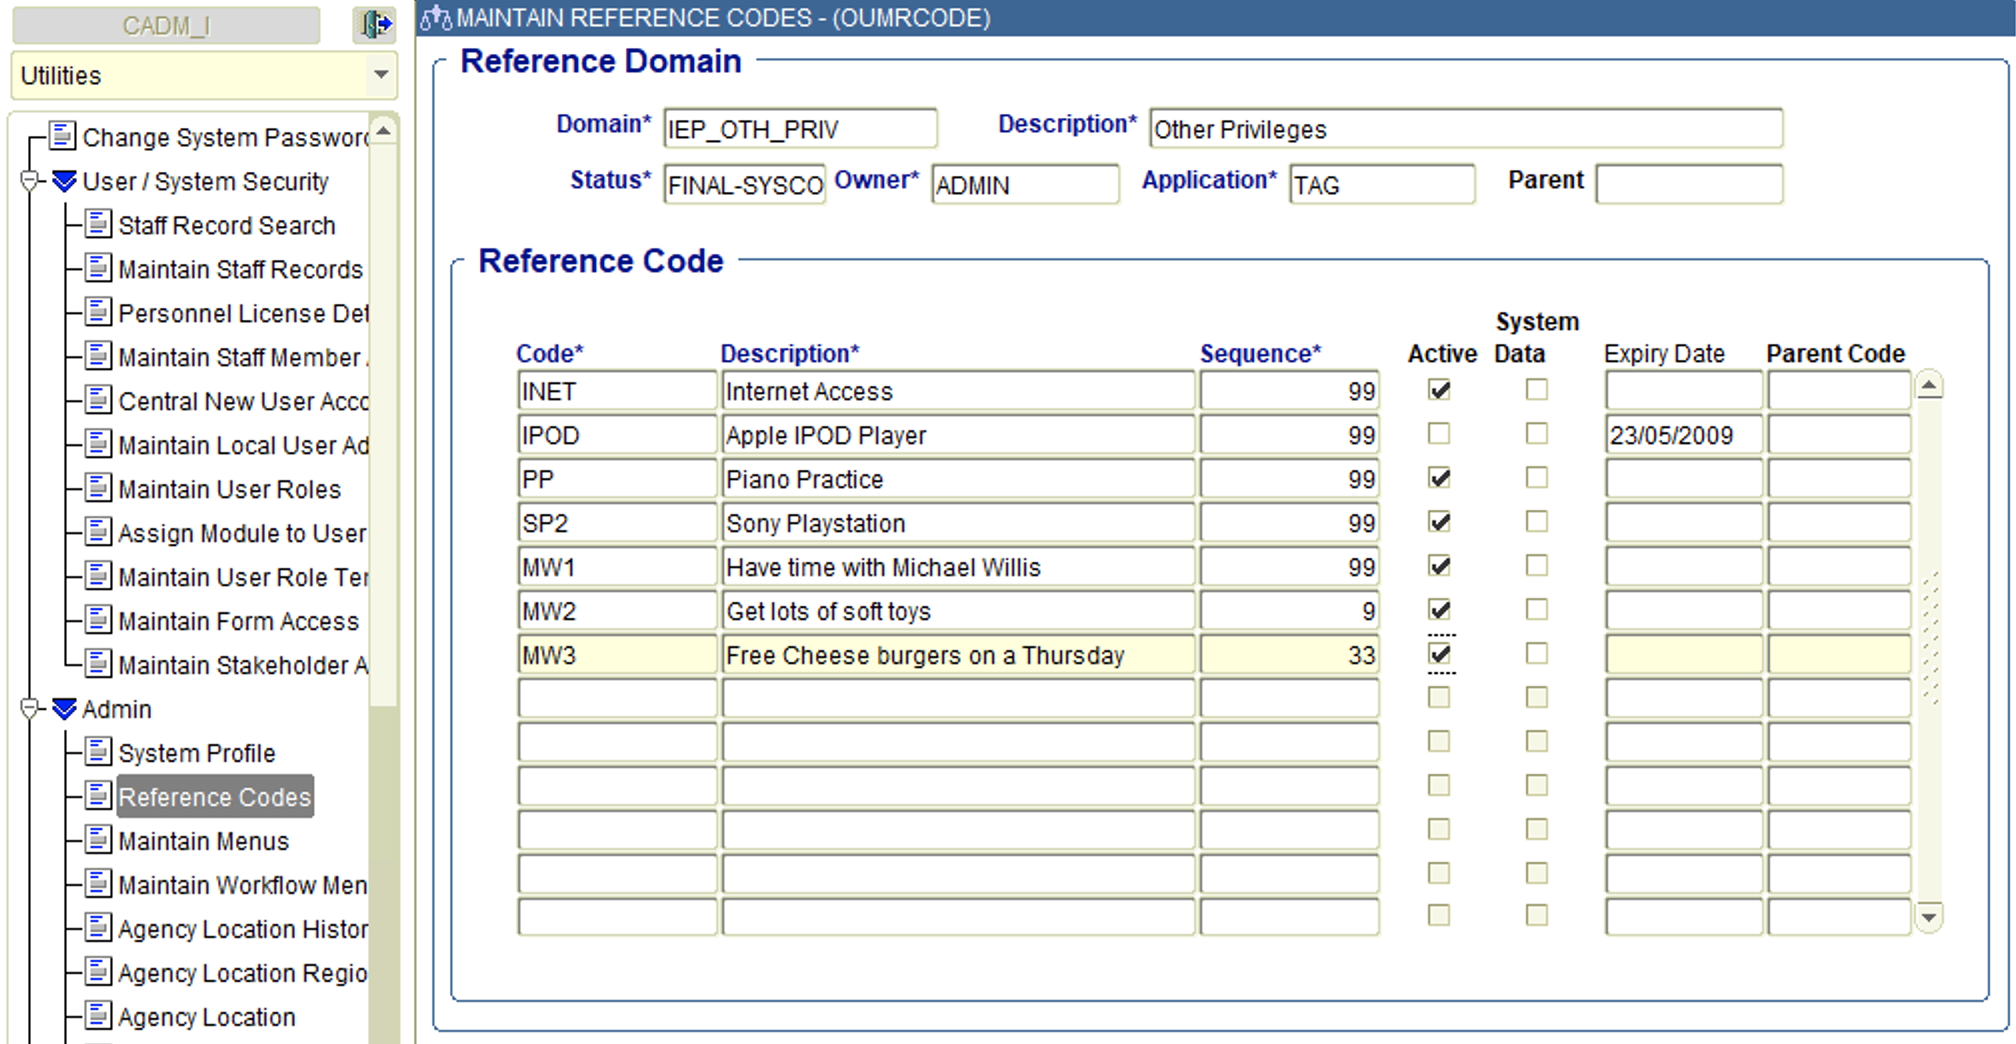 CADM_I
Utilities
Change System Password
User / System Security
Staff Record Search
Maintain Staff Records
Personnel License Det
Maintain Staff Member
Central New User Acco
Maintain Local User Ad
Maintain User Roles
Assign Module to User
Maintain User Role Ter
Maintain Form Access
Maintain Stakeholder A
Admin
System Profile
Reference Codes
Maintain Menus
Maintain Workflow Men
Agency Location Histor
Agency Location Regio
Agency Location
MAINTAIN REFERENCE CODES - (OUMRCODE)
Reference Domain
Domain* IEP_OTH_PRIV Description* Other Privileges
Status* FINAL-SYSCO Owner* ADMIN Application* TAG Parent
Reference Code
System
Code* Description* Sequence* Active Data Expiry Date Parent Code
INET Internet Access 99
IPOD Apple IPOD Player 99 23/05/2009
PP Piano Practice 99
SP2 Sony Playstation 99
MW1 Have time with Michael Willis 99
MW2 Get lots of soft toys 9
MW3 Free Cheese burgers on a Thursday 33